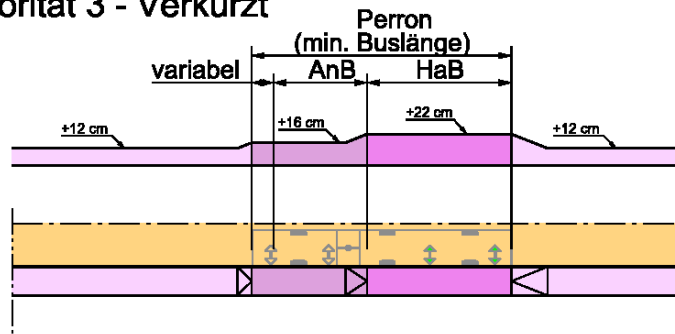 orität 3 - Verkürzt
Perron
(min. Buslänge)
variabel AnB HaB
+12 cm +16 cm +22 cm +12 cm